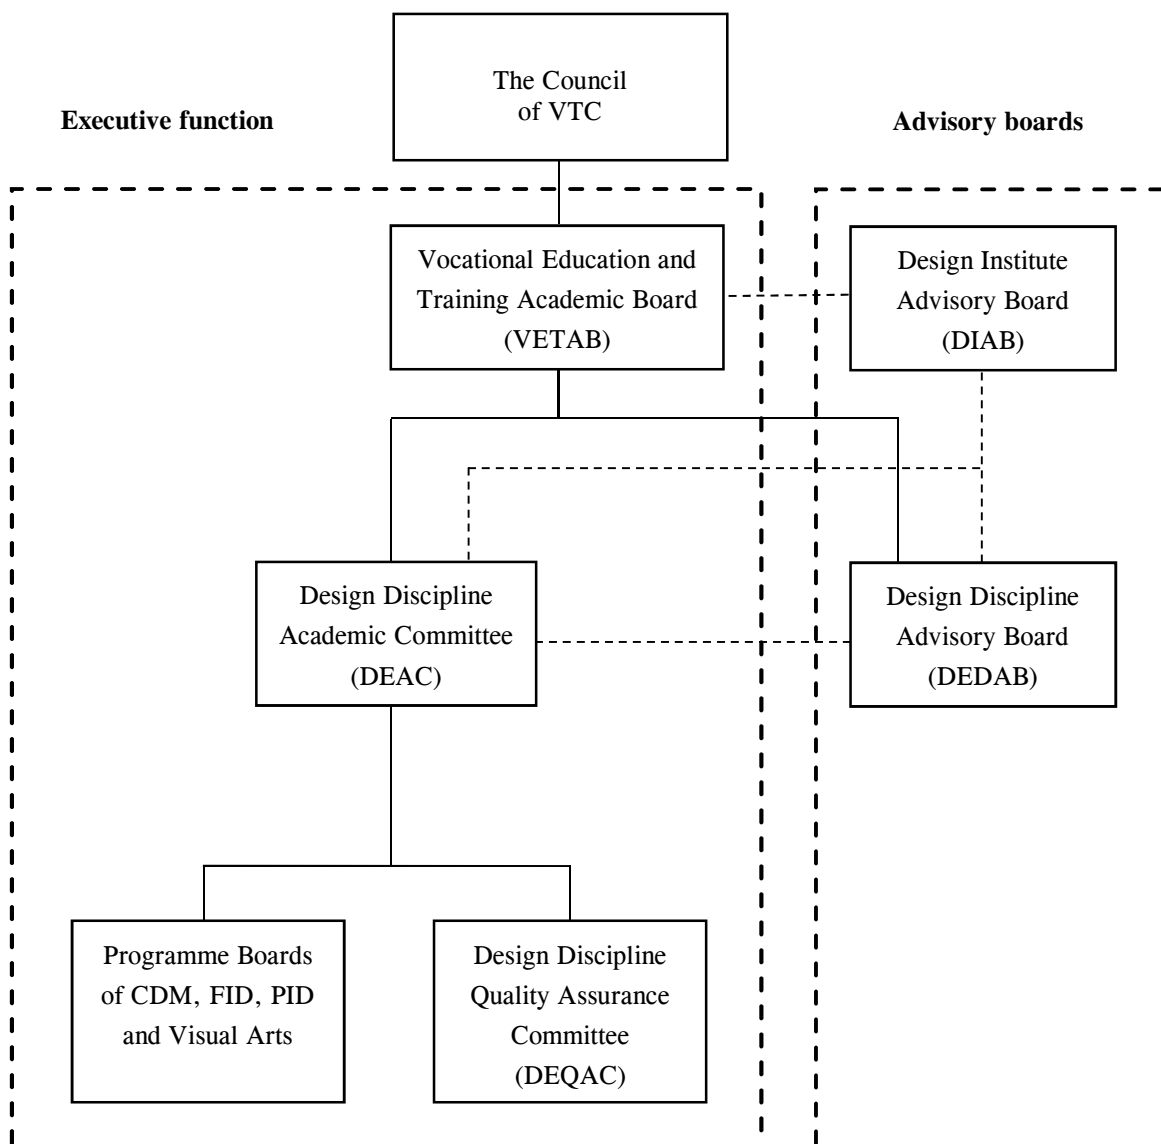 The Council
of VTC
Executive function
Advisory boards
Vocational Education and
Training Academic Board
(VETAB)
Design Institute
Advisory Board
(DIAB)
Design Discipline
Academic Committee
(DEAC)
Design Discipline
Advisory Board
(DEDAB)
Programme Boards
of CDM, FID, PID
and Visual Arts
Design Discipline
Quality Assurance
Committee
(DEQAC)